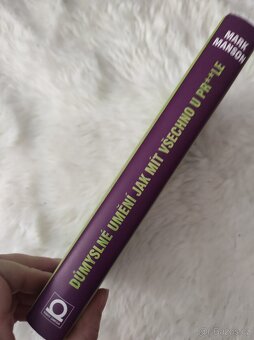 MARK
MANSON
DŮMYSLNÉ UMĚNÍ JAK MÍT VŠECHNO U PR**LE